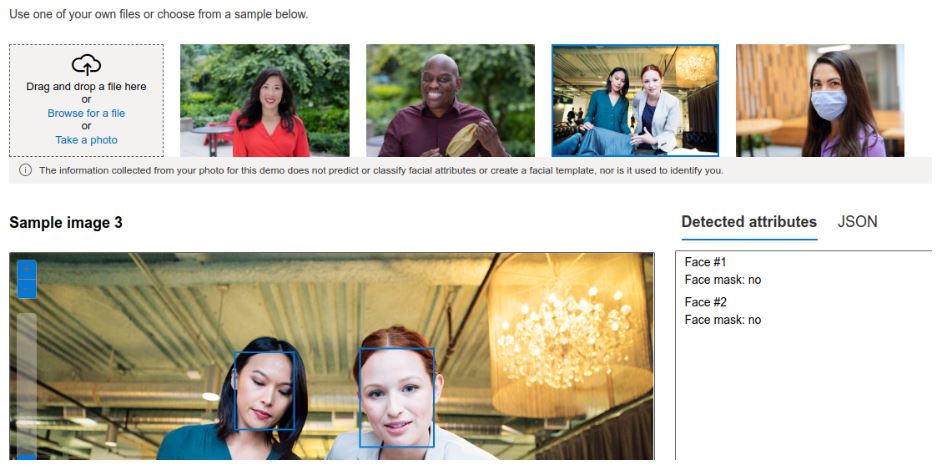 Use one of your own files or choose from a sample below.
Drag and drop a file here
or
Browse for a file
or
Take a photo
The information collected from your photo for this demo does not predict or classify facial attributes or create a facial template, nor is it used to identify you.
Sample image 3
Detected attributes JSON
Face #1
Face mask: no
Face #2
Face mask: no